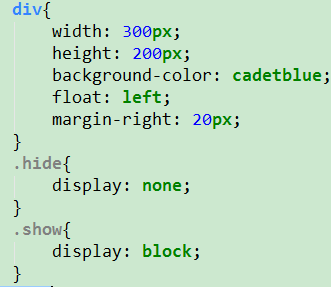 div{
    width: 300px;
    height: 200px;
    background-color: cadetblue;
    float: left;
    margin-right: 20px;
}
.hide{
    display: none;
}
.show{
    display: block;
}